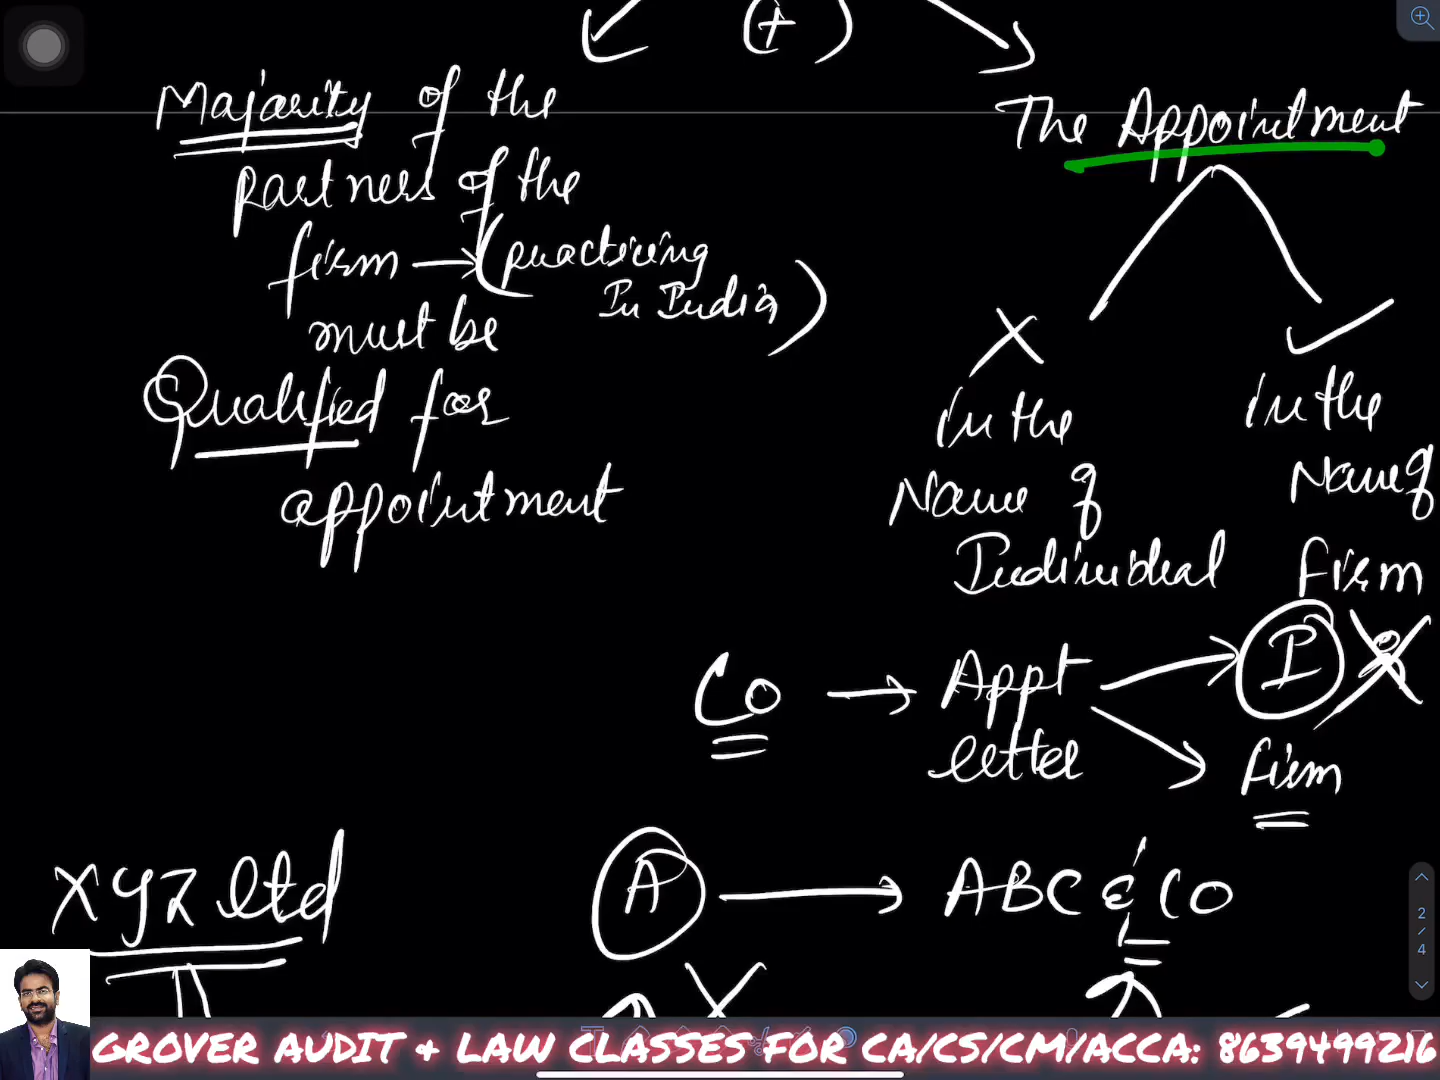 (+)
Majority of the
partners of the
firm → (practicing
In India)
must be
Qualified for
appointment
The Appointment
X
in the
Name of
Individual
✓
in the
Name of
firm
Co → Appt
letter
I X
firm
XYZ ltd
A → ABC & CO
X
2
/
4
GROVER AUDIT & LAW CLASSES FOR CA/CS/CM/ACCA: 8639499216